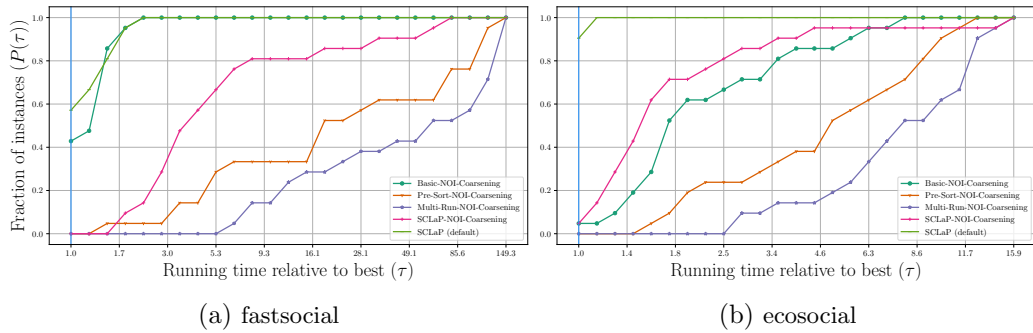 Fraction of instances (P(τ))
1.0
0.8
0.6
0.4
0.2
0.0
Basic-NOI-Coarsening
Pre-Sort-NOI-Coarsening
Multi-Run-NOI-Coarsening
SCLaP-NOI-Coarsening
SCLaP (default)
1.0 1.7 3.0 5.3 9.3 16.1 28.1 49.1 85.6 149.3
Running time relative to best (τ)
(a) fastsocial
1.0
0.8
0.6
0.4
0.2
0.0
Basic-NOI-Coarsening
Pre-Sort-NOI-Coarsening
Multi-Run-NOI-Coarsening
SCLaP-NOI-Coarsening
SCLaP (default)
1.0 1.4 1.8 2.5 3.4 4.6 6.3 8.6 11.7 15.9
Running time relative to best (τ)
(b) ecosocial